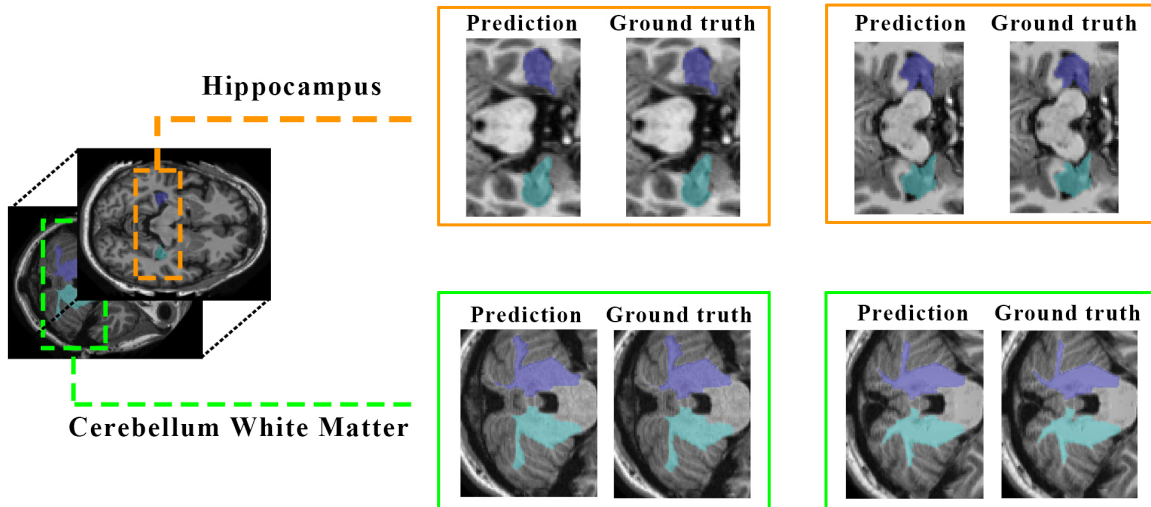 Hippocampus
Prediction Ground truth
Prediction Ground truth
Prediction Ground truth
Prediction Ground truth
Cerebellum White Matter